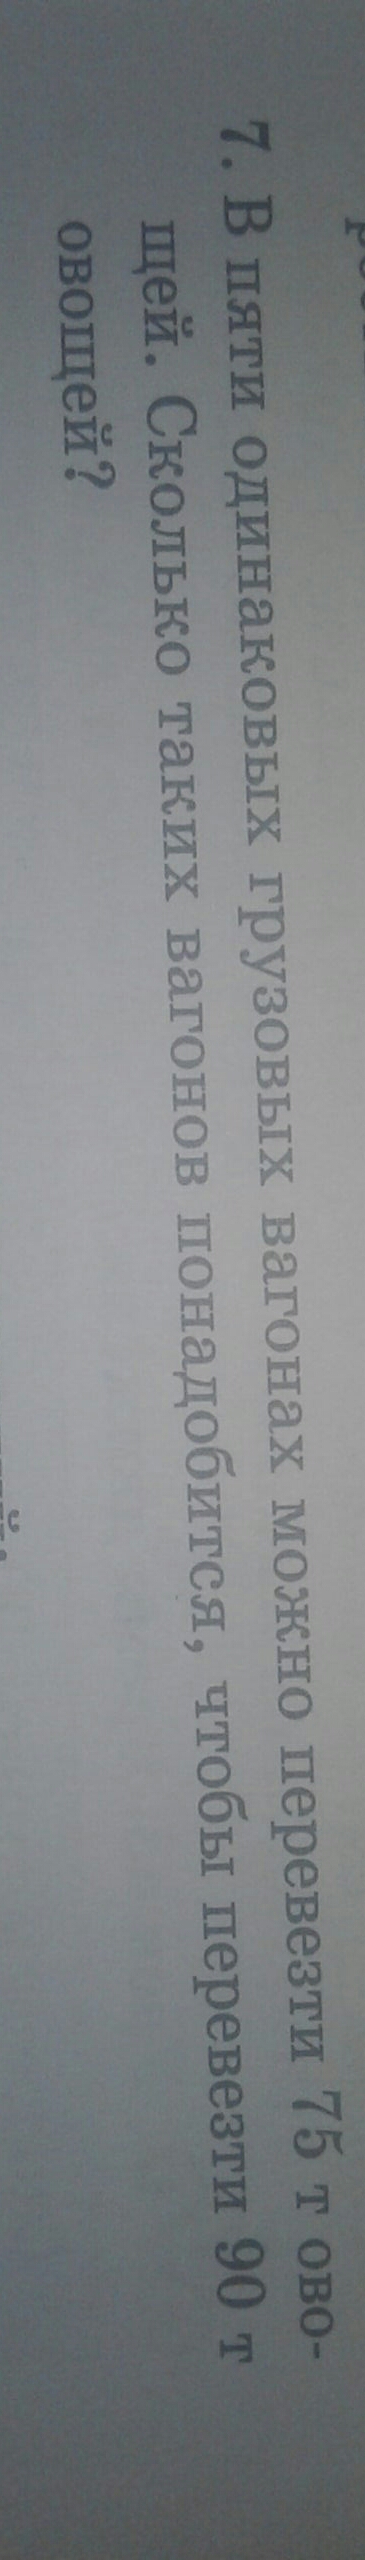 7. В пяти одинаковых грузовых вагонах можно перевезти 75 т ово-
щей. Сколько таких вагонов понадобится, чтобы перевезти 90 т
овощей?